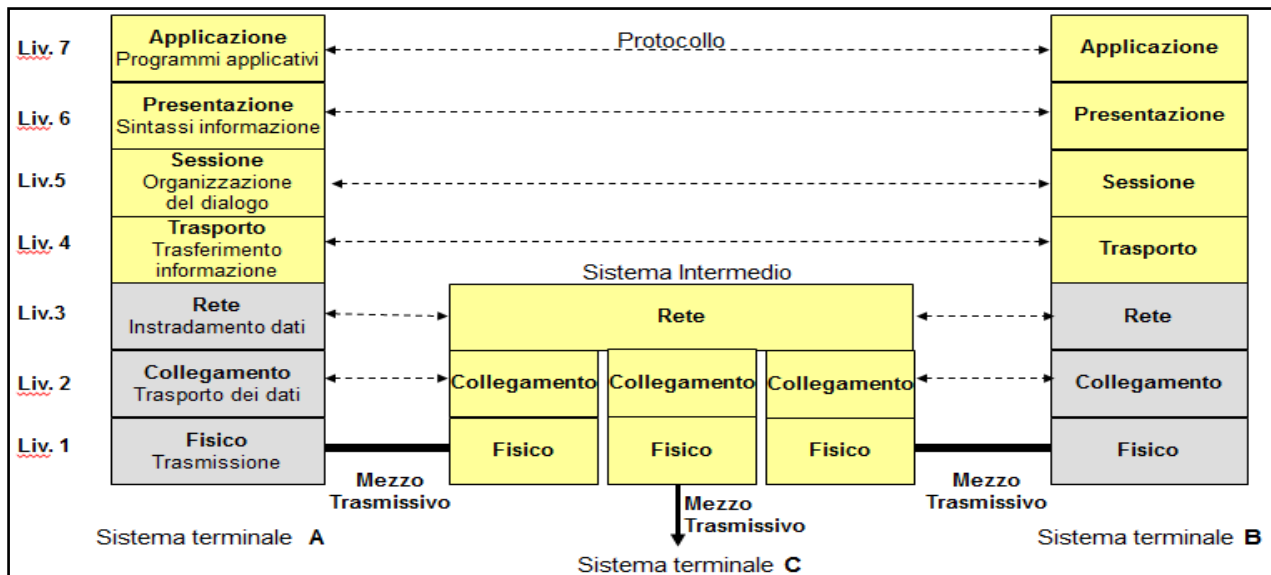 Liv. 7
Applicazione
Programmi applicativi
Protocollo
Applicazione
Liv. 6
Presentazione
Sintassi informazione
Presentazione
Liv.5
Sessione
Organizzazione
del dialogo
Sessione
Liv. 4
Trasporto
Trasferimento
informazione
Trasporto
Sistema Intermedio
Liv.3
Rete
Instradamento dati
Rete
Rete
Liv. 2
Collegamento
Trasporto dei dati
Collegamento
Collegamento
Collegamento
Collegamento
Liv. 1
Fisico
Trasmissione
Fisico
Fisico
Fisico
Fisico
Mezzo
Trasmissivo
Mezzo
Trasmissivo
Mezzo
Trasmissivo
Sistema terminale A
Sistema terminale C
Sistema terminale B